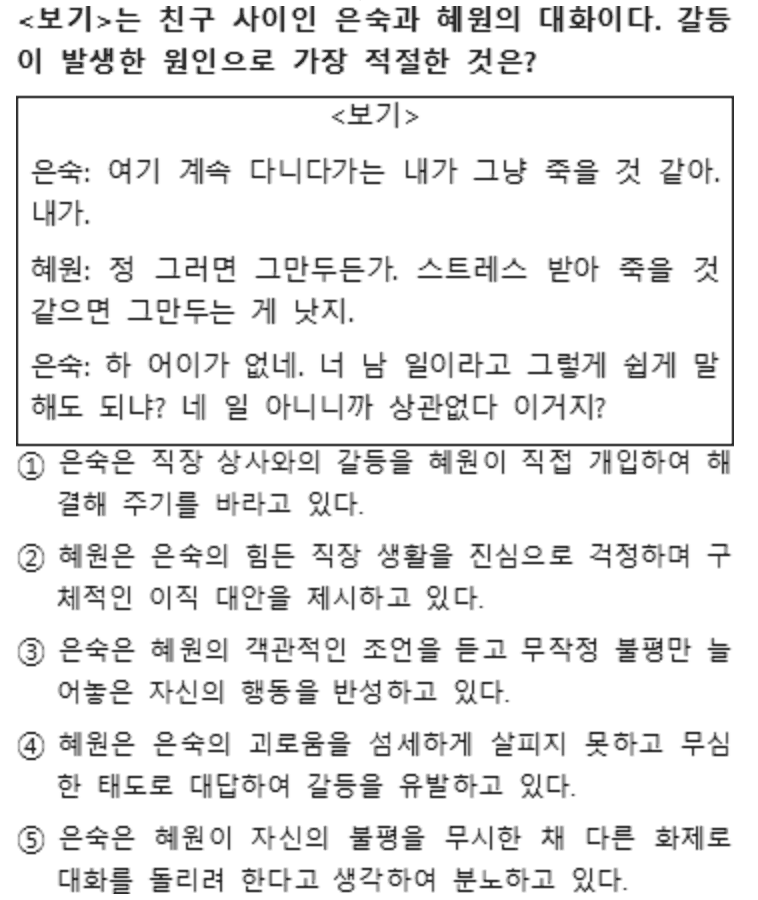 <보기>는 친구 사이인 은숙과 혜원의 대화이다. 갈등
이 발생한 원인으로 가장 적절한 것은?
<보기>
은숙: 여기 계속 다니다가는 내가 그냥 죽을 것 같아.
내가.
혜원: 정 그러면 그만두든가. 스트레스 받아 죽을 것
같으면 그만두는 게 낫지.
은숙: 하 어이가 없네. 너 남 일이라고 그렇게 쉽게 말
해도 되냐? 네 일 아니니까 상관없다 이거지?
① 은숙은 직장 상사와의 갈등을 혜원이 직접 개입하여 해
결해 주기를 바라고 있다.
② 혜원은 은숙의 힘든 직장 생활을 진심으로 걱정하며 구
체적인 이직 대안을 제시하고 있다.
③ 은숙은 혜원의 객관적인 조언을 듣고 무작정 불평만 늘
어놓은 자신의 행동을 반성하고 있다.
④ 혜원은 은숙의 괴로움을 섬세하게 살피지 못하고 무심
한 태도로 대답하여 갈등을 유발하고 있다.
⑤ 은숙은 혜원이 자신의 불평을 무시한 채 다른 화제로
대화를 돌리려 한다고 생각하여 분노하고 있다.